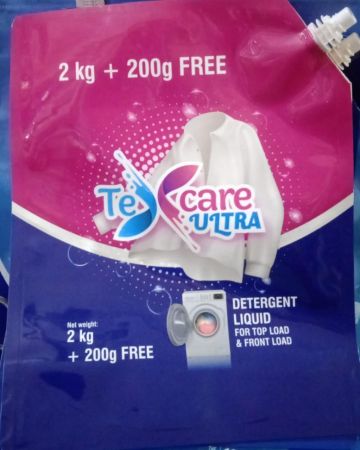 2 kg + 200g FREE
TeXcare
ULTRA
Net weight:
2 kg
+ 200g FREE
DETERGENT
LIQUID
FOR TOP LOAD
& FRONT LOAD